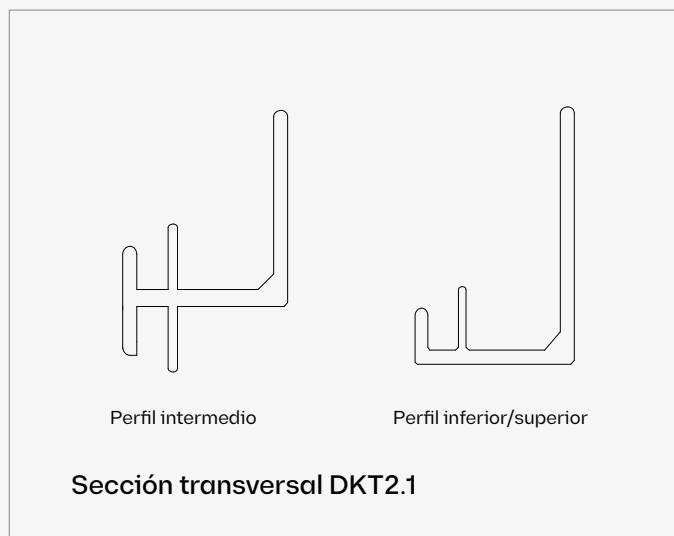 Perfil intermedio
Perfil inferior/superior
Sección transversal DKT2.1